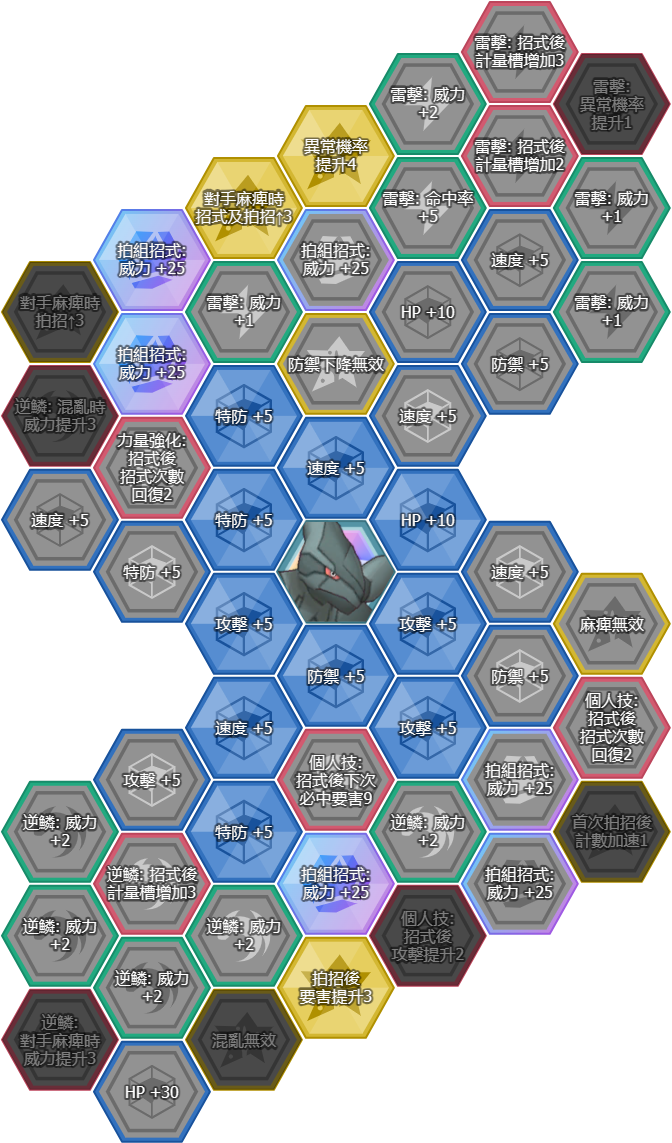 雷擊: 招式後
計量槽增加3
雷擊:
異常機率
提升1
雷擊: 威力
+2
異常機率
提升4
雷擊: 招式後
計量槽增加2
對手麻痺時
招式及拍招↑3
雷擊: 命中率
+5
雷擊: 威力
+1
拍組招式:
威力 +25
拍組招式:
威力 +25
速度 +5
對手麻痺時
拍招↑3
雷擊: 威力
+1
HP +10
雷擊: 威力
+1
拍組招式:
威力 +25
防禦下降無效
防禦 +5
逆鱗: 混亂時
威力提升3
特防 +5
速度 +5
力量強化:
招式後
招式次數
回復2
速度 +5
速度 +5
特防 +5
HP +10
特防 +5
速度 +5
攻擊 +5
攻擊 +5
麻痺無效
防禦 +5
防禦 +5
速度 +5
攻擊 +5
個人技:
招式後
招式次數
回復2
攻擊 +5
個人技:
招式後下次
必中要害9
拍組招式:
威力 +25
逆鱗: 威力
+2
特防 +5
逆鱗: 威力
+2
首次拍招後
計數加速1
逆鱗: 招式後
計量槽增加3
拍組招式:
威力 +25
拍組招式:
威力 +25
逆鱗: 威力
+2
逆鱗: 威力
+2
個人技:
招式後
攻擊提升2
逆鱗: 威力
+2
拍招後
要害提升3
逆鱗:
對手麻痺時
威力提升3
混亂無效
HP +30